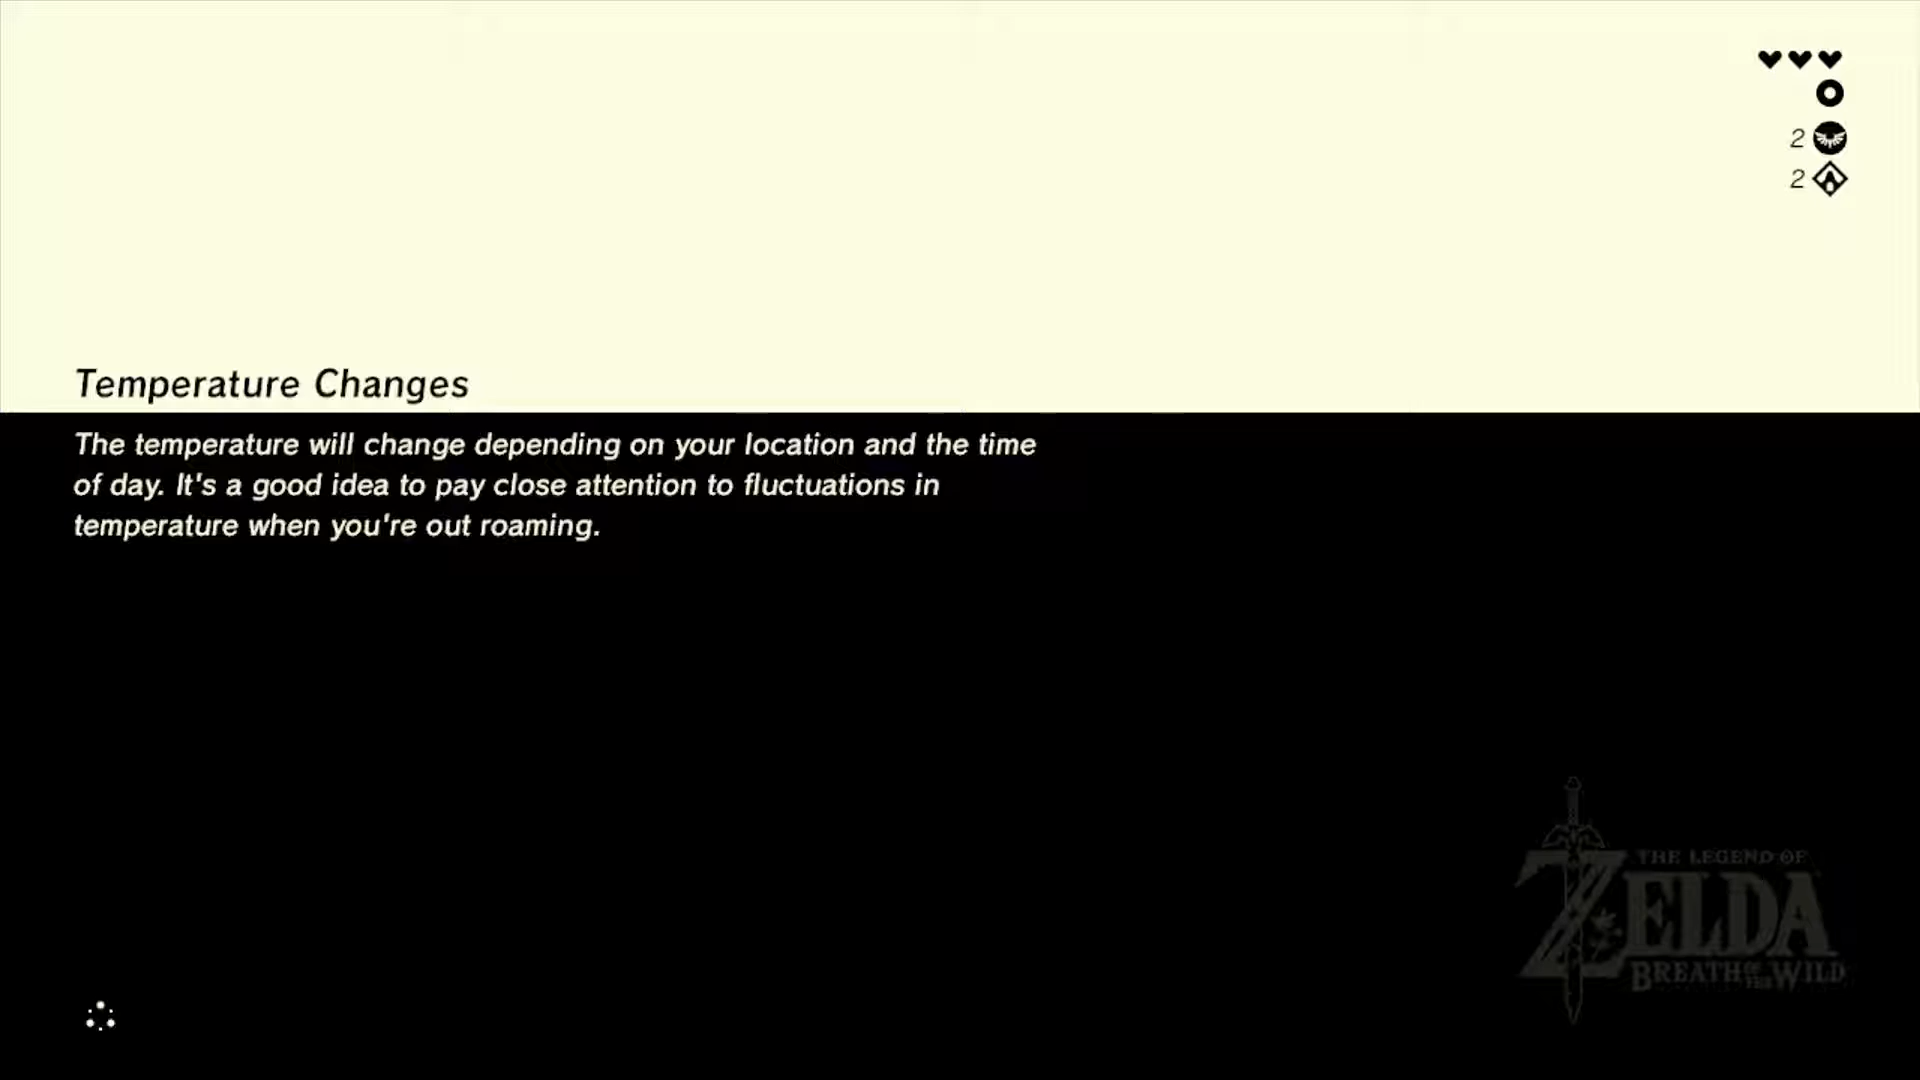 2
2
Temperature Changes
The temperature will change depending on your location and the time
of day. It's a good idea to pay close attention to fluctuations in
temperature when you're out roaming.
THE LEGEND OF
ZELDA
BREATH OF THE WILD